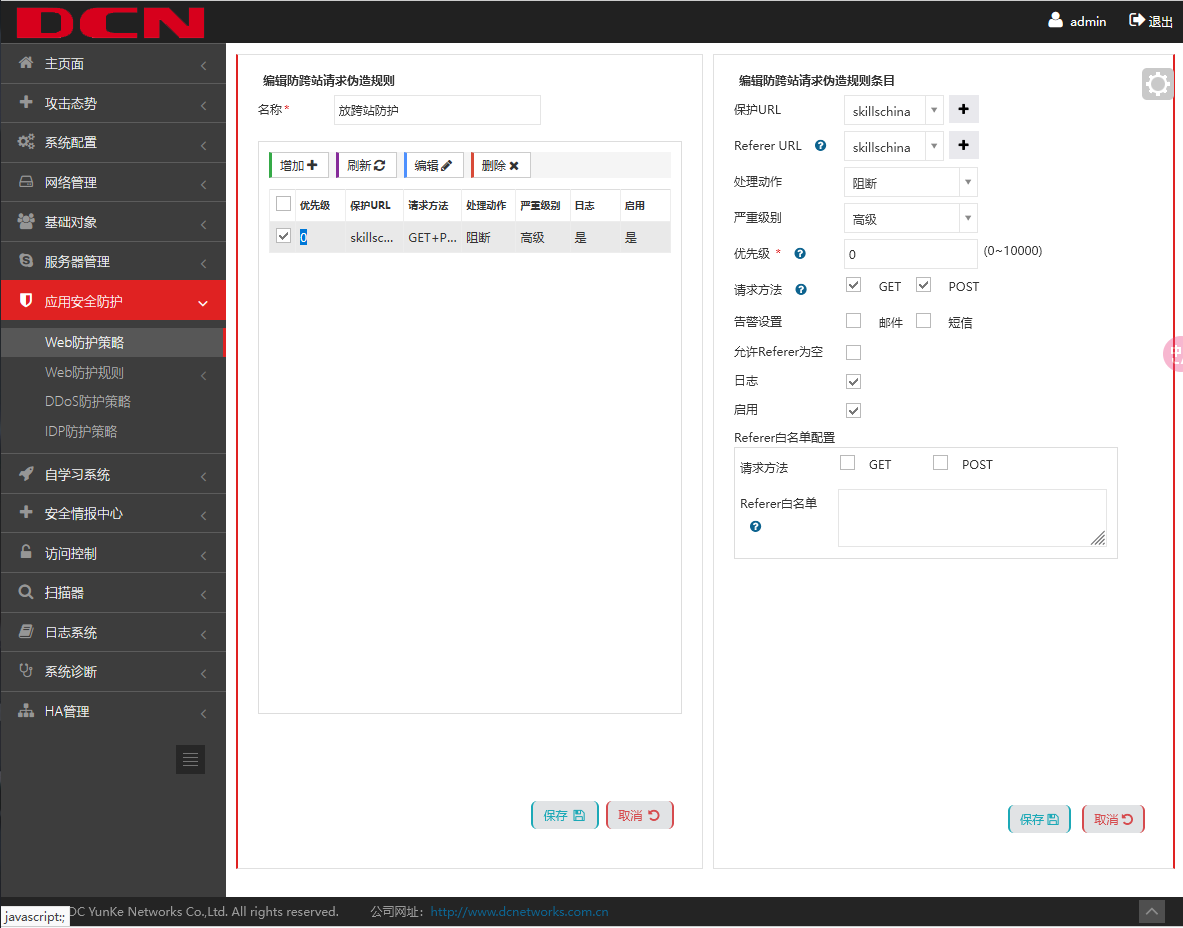 DCN
admin
退出
主页面
攻击态势
系统配置
网络管理
基础对象
服务器管理
应用安全防护
Web防护策略
Web防护规则
DDoS防护策略
IDP防护策略
自学习系统
安全情报中心
访问控制
扫描器
日志系统
系统诊断
HA管理
编辑防跨站请求伪造规则
名称*
放跨站防护
增加 刷新 编辑 删除
优先级 保护URL 请求方法 处理动作 严重级别 日志 启用
0 skillsc... GET+P... 阻断 高级 是 是
保存 取消
编辑防跨站请求伪造规则条目
保护URL skillschina
Referer URL skillschina
处理动作 阻断
严重级别 高级
优先级 * 0 (0~10000)
请求方法 GET POST
告警设置 邮件 短信
允许Referer为空
日志
启用
Referer白名单配置
请求方法 GET POST
Referer白名单
保存 取消
中
javascript:;
DC YunKe Networks Co.,Ltd. All rights reserved. 公司网址: http://www.dcnetworks.com.cn